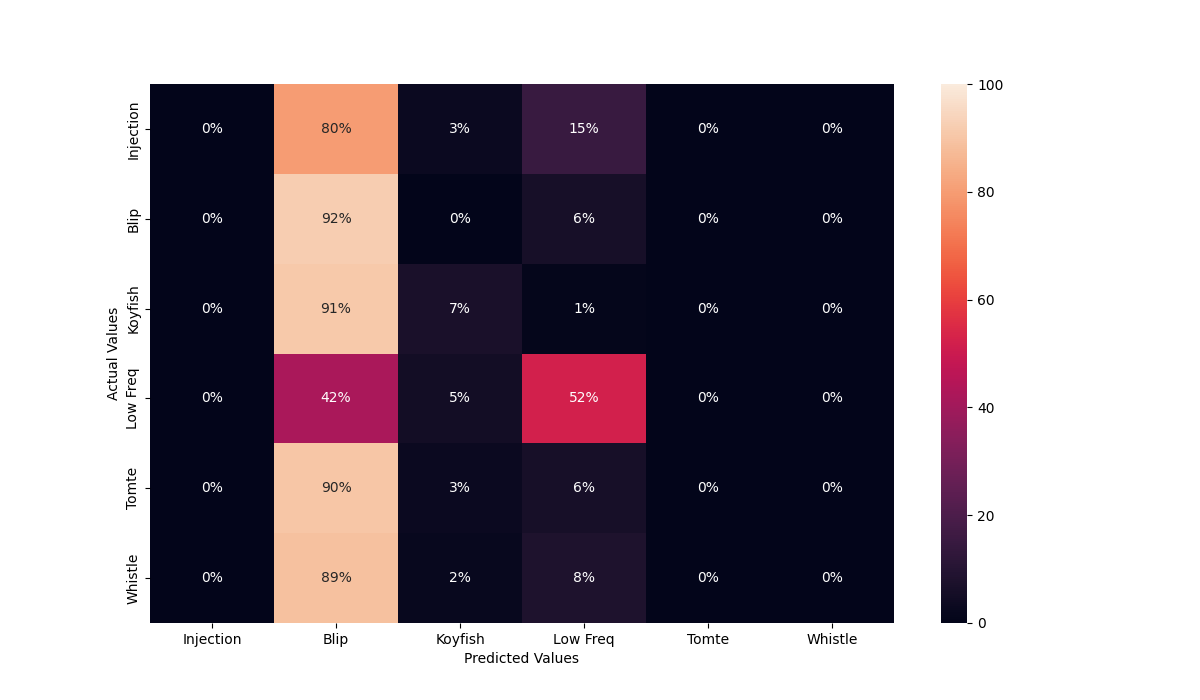 Actual Values
Injection 0% 80% 3% 15% 0% 0%
Blip 0% 92% 0% 6% 0% 0%
Koyfish 0% 91% 7% 1% 0% 0%
Low Freq 0% 42% 5% 52% 0% 0%
Tomte 0% 90% 3% 6% 0% 0%
Whistle 0% 89% 2% 8% 0% 0%
Injection Blip Koyfish Low Freq Tomte Whistle
Predicted Values
100
80
60
40
20
0